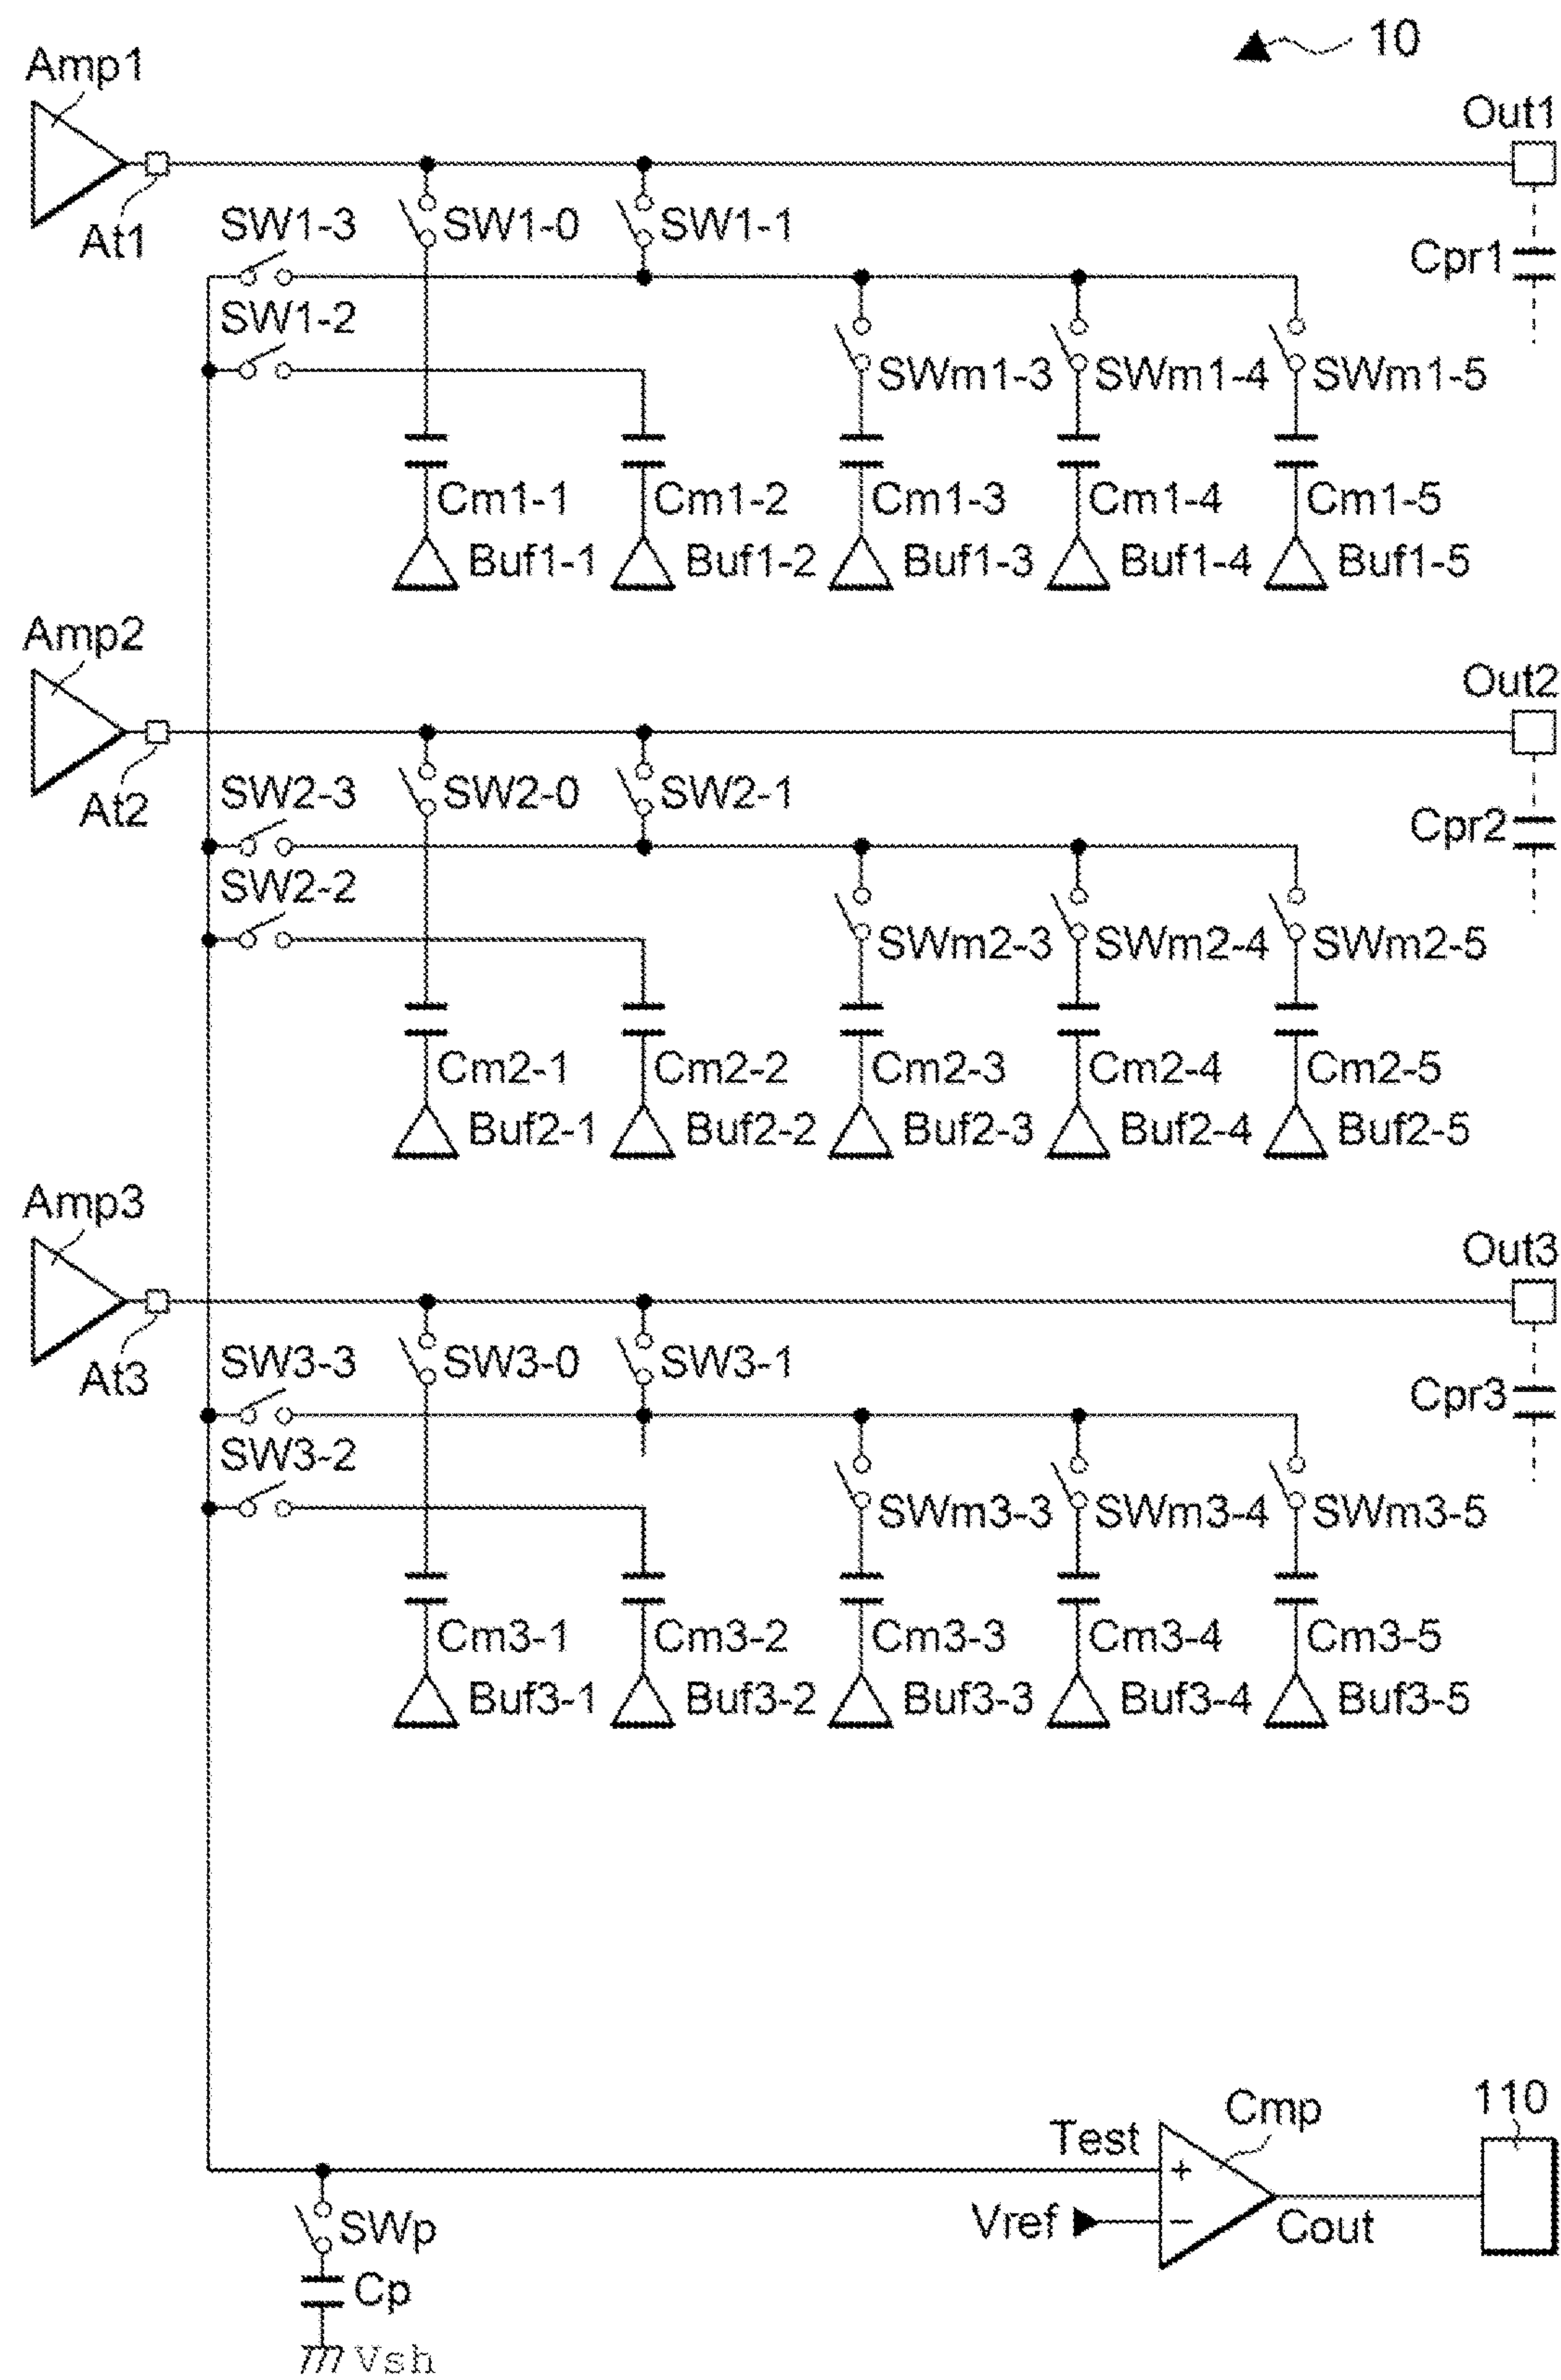 10
Amp1
Out1
At1
SW1-3 SW1-0 SW1-1
Cpr1
SW1-2
SWm1-3 SWm1-4 SWm1-5
Cm1-1 Cm1-2 Cm1-3 Cm1-4 Cm1-5
Buf1-1 Buf1-2 Buf1-3 Buf1-4 Buf1-5
Amp2
Out2
At2
SW2-3 SW2-0 SW2-1
Cpr2
SW2-2
SWm2-3 SWm2-4 SWm2-5
Cm2-1 Cm2-2 Cm2-3 Cm2-4 Cm2-5
Buf2-1 Buf2-2 Buf2-3 Buf2-4 Buf2-5
Amp3
Out3
At3
SW3-3 SW3-0 SW3-1
Cpr3
SW3-2
SWm3-3 SWm3-4 SWm3-5
Cm3-1 Cm3-2 Cm3-3 Cm3-4 Cm3-5
Buf3-1 Buf3-2 Buf3-3 Buf3-4 Buf3-5
110
Cmp
Test
+
Vref
−
Cout
SWp
Cp
Vsh